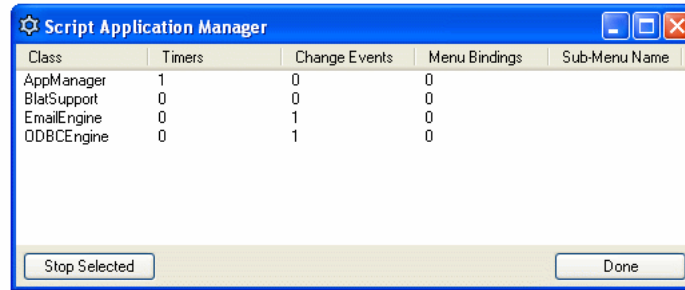 Script Application Manager
Class Timers Change Events Menu Bindings Sub-Menu Name
AppManager 1 0 0
BlatSupport 0 0 0
EmailEngine 0 1 0
ODBCEngine 0 1 0
Stop Selected Done